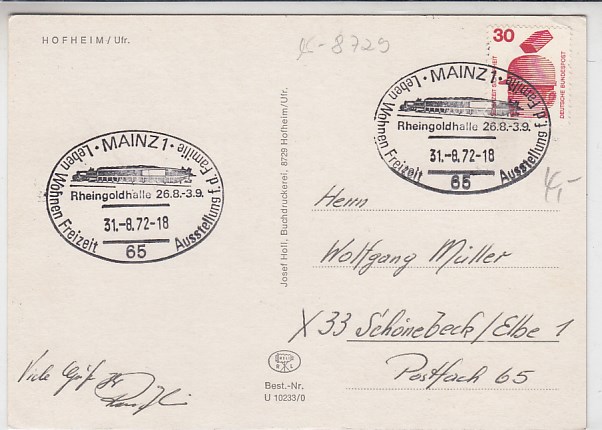 HOFHEIM/Ufr.
8729
30
DEUTSCHE BUNDESPOST
MAINZ 1 · Ausstellung f. d. Familie · Leben Wohnen Freizeit
Rheingoldhalle 26.8.-3.9.
31.-8.72-18
65
MAINZ 1 · Ausstellung f. d. Familie · Leben Wohnen Freizeit
Rheingoldhalle 26.8.-3.9.
31.-8.72-18
65
Josef Holl, Buchdruckerei, 8729 Hofheim/Ufr.
Herrn
Wolfgang Müller
X 33 Schönebeck/Elbe 1
Postfach 65
Viele Grüße
Best.-Nr.
U 10233/0